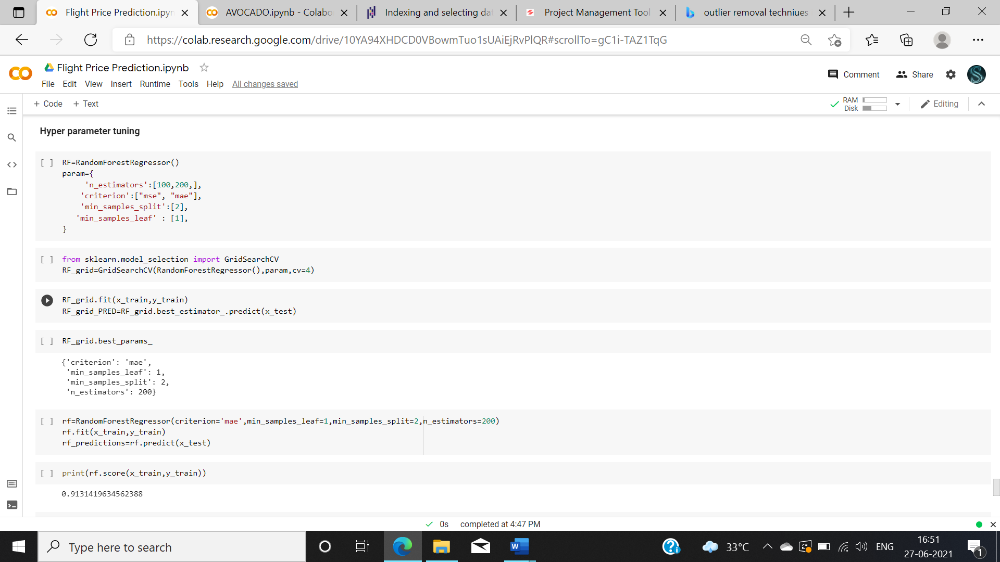 Flight Price Prediction.ipyn
AVOCADO.ipynb - Colabo
Indexing and selecting da
Project Management Tool
outlier removal techniues
https://colab.research.google.com/drive/10YA94XHDCD0VBowmTuo1sUAiEjRvPlQR#scrollTo=gC1i-TAZ1TqG
Flight Price Prediction.ipynb
Comment
Share
S
File Edit View Insert Runtime Tools Help All changes saved
+ Code + Text
RAM
Disk
Editing
Hyper parameter tuning
[ ] RF=RandomForestRegressor()
param={
'n_estimators':[100,200,],
'criterion':["mse", "mae"],
'min_samples_split':[2],
'min_samples_leaf' : [1],
}
[ ] from sklearn.model_selection import GridSearchCV
RF_grid=GridSearchCV(RandomForestRegressor(),param,cv=4)
RF_grid.fit(x_train,y_train)
RF_grid_PRED=RF_grid.best_estimator_.predict(x_test)
[ ] RF_grid.best_params_
{'criterion': 'mae',
'min_samples_leaf': 1,
'min_samples_split': 2,
'n_estimators': 200}
[ ] rf=RandomForestRegressor(criterion='mae',min_samples_leaf=1,min_samples_split=2,n_estimators=200)
rf.fit(x_train,y_train)
rf_predictions=rf.predict(x_test)
[ ] print(rf.score(x_train,y_train))
0.9131419634562388
0s completed at 4:47 PM
Type here to search
W
33°C
ENG
16:51
27-06-2021
1